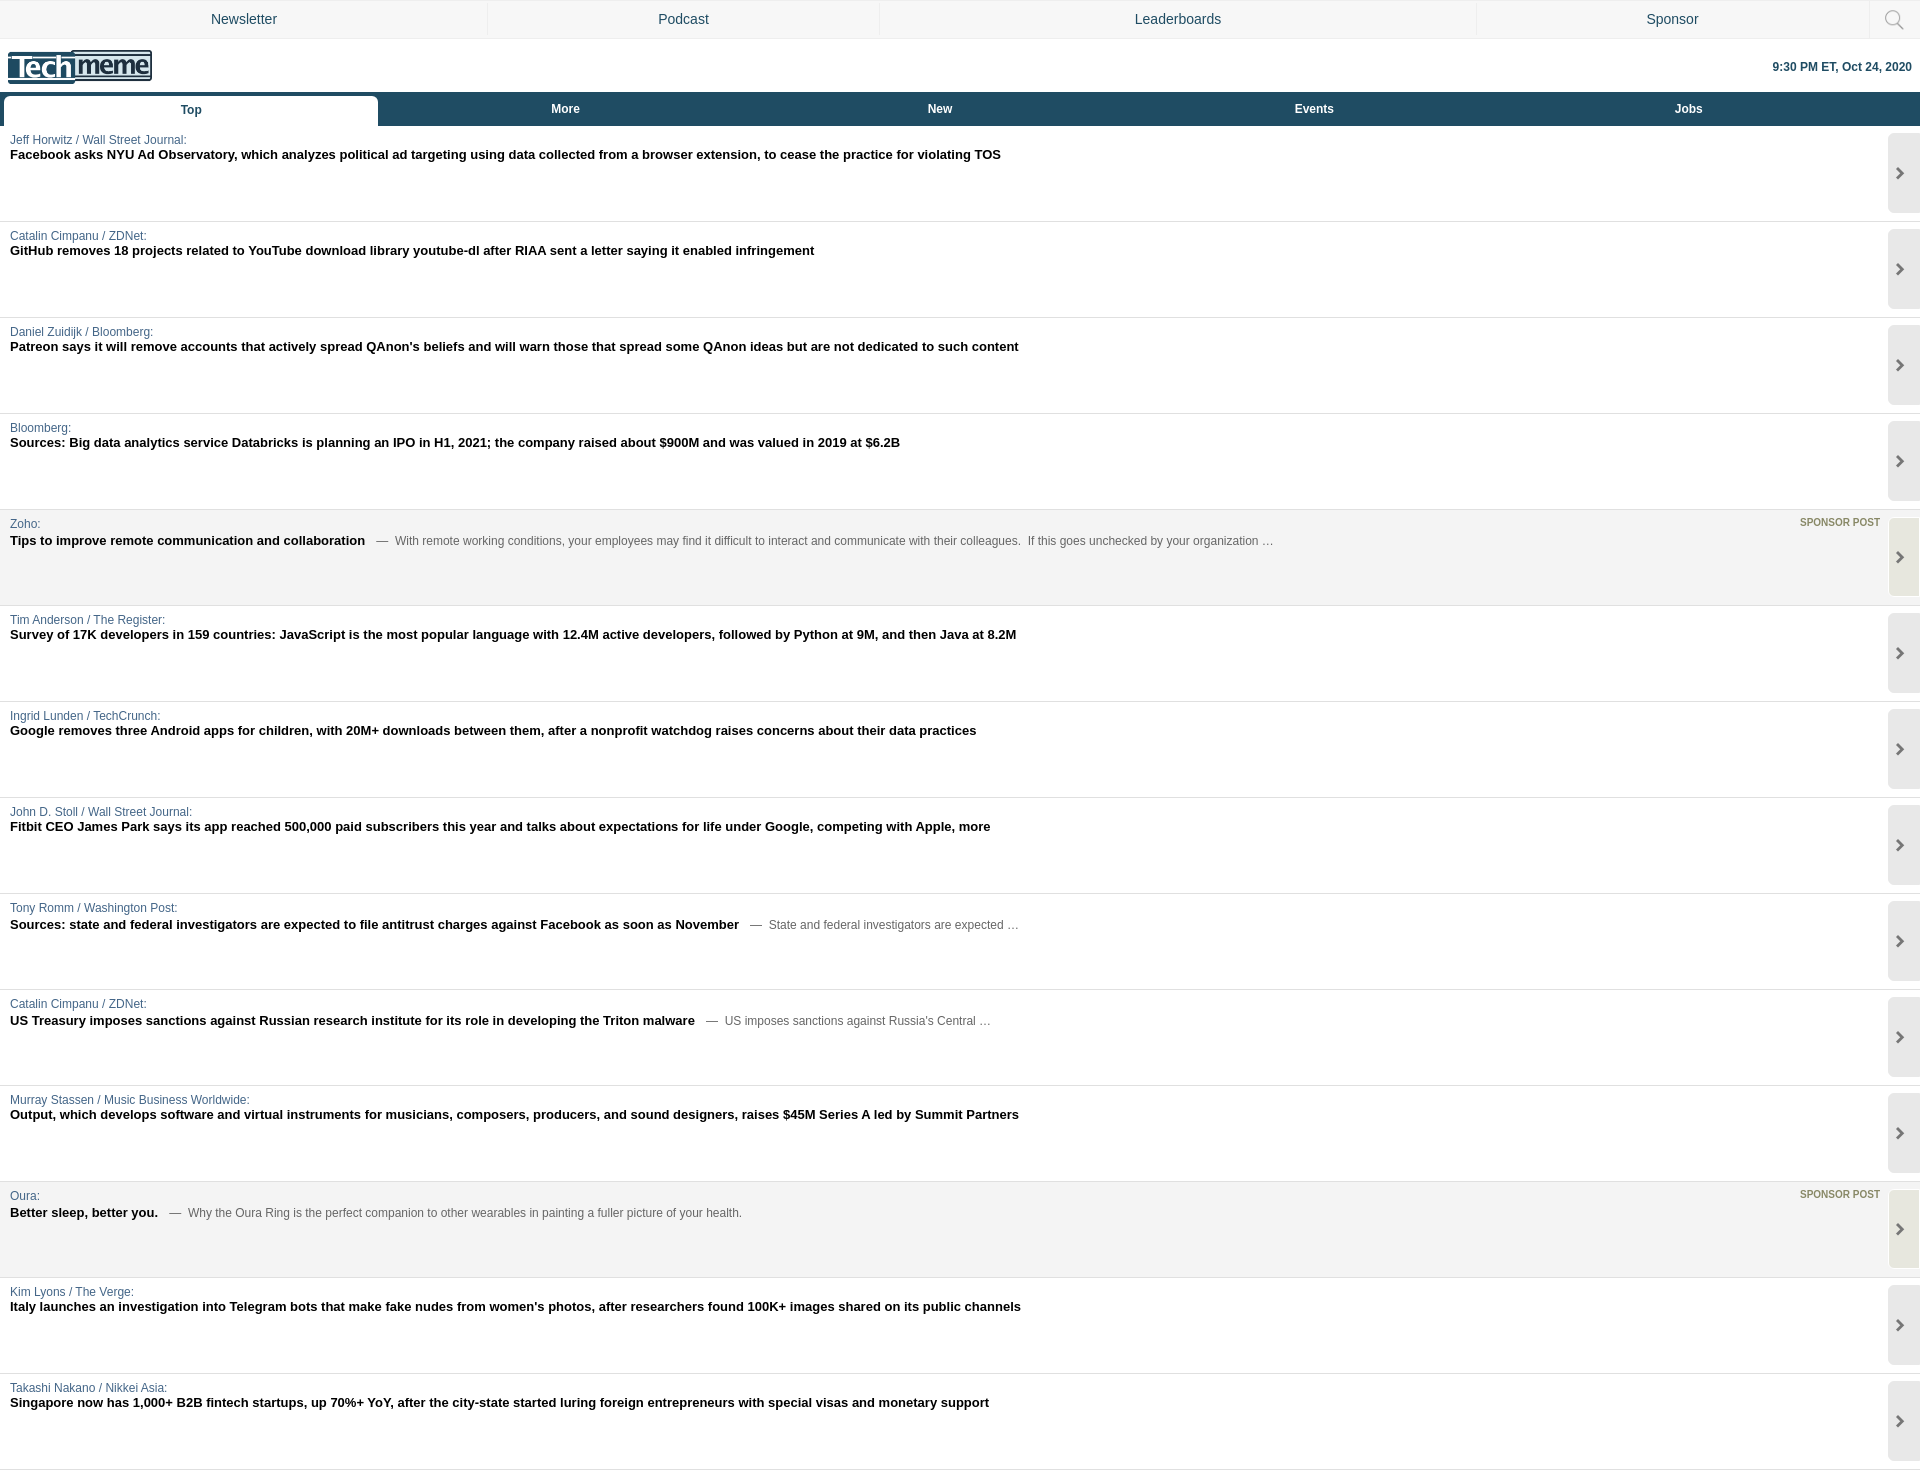 Newsletter
Podcast
Leaderboards
Sponsor
Techmeme
9:30 PM ET, Oct 24, 2020
Top
More
New
Events
Jobs
Jeff Horwitz / Wall Street Journal:
Facebook asks NYU Ad Observatory, which analyzes political ad targeting using data collected from a browser extension, to cease the practice for violating TOS
Catalin Cimpanu / ZDNet:
GitHub removes 18 projects related to YouTube download library youtube-dl after RIAA sent a letter saying it enabled infringement
Daniel Zuidijk / Bloomberg:
Patreon says it will remove accounts that actively spread QAnon's beliefs and will warn those that spread some QAnon ideas but are not dedicated to such content
Bloomberg:
Sources: Big data analytics service Databricks is planning an IPO in H1, 2021; the company raised about $900M and was valued in 2019 at $6.2B
Zoho:
SPONSOR POST
Tips to improve remote communication and collaboration — With remote working conditions, your employees may find it difficult to interact and communicate with their colleagues. If this goes unchecked by your organization …
Tim Anderson / The Register:
Survey of 17K developers in 159 countries: JavaScript is the most popular language with 12.4M active developers, followed by Python at 9M, and then Java at 8.2M
Ingrid Lunden / TechCrunch:
Google removes three Android apps for children, with 20M+ downloads between them, after a nonprofit watchdog raises concerns about their data practices
John D. Stoll / Wall Street Journal:
Fitbit CEO James Park says its app reached 500,000 paid subscribers this year and talks about expectations for life under Google, competing with Apple, more
Tony Romm / Washington Post:
Sources: state and federal investigators are expected to file antitrust charges against Facebook as soon as November — State and federal investigators are expected …
Catalin Cimpanu / ZDNet:
US Treasury imposes sanctions against Russian research institute for its role in developing the Triton malware — US imposes sanctions against Russia's Central …
Murray Stassen / Music Business Worldwide:
Output, which develops software and virtual instruments for musicians, composers, producers, and sound designers, raises $45M Series A led by Summit Partners
Oura:
SPONSOR POST
Better sleep, better you. — Why the Oura Ring is the perfect companion to other wearables in painting a fuller picture of your health.
Kim Lyons / The Verge:
Italy launches an investigation into Telegram bots that make fake nudes from women's photos, after researchers found 100K+ images shared on its public channels
Takashi Nakano / Nikkei Asia:
Singapore now has 1,000+ B2B fintech startups, up 70%+ YoY, after the city-state started luring foreign entrepreneurs with special visas and monetary support